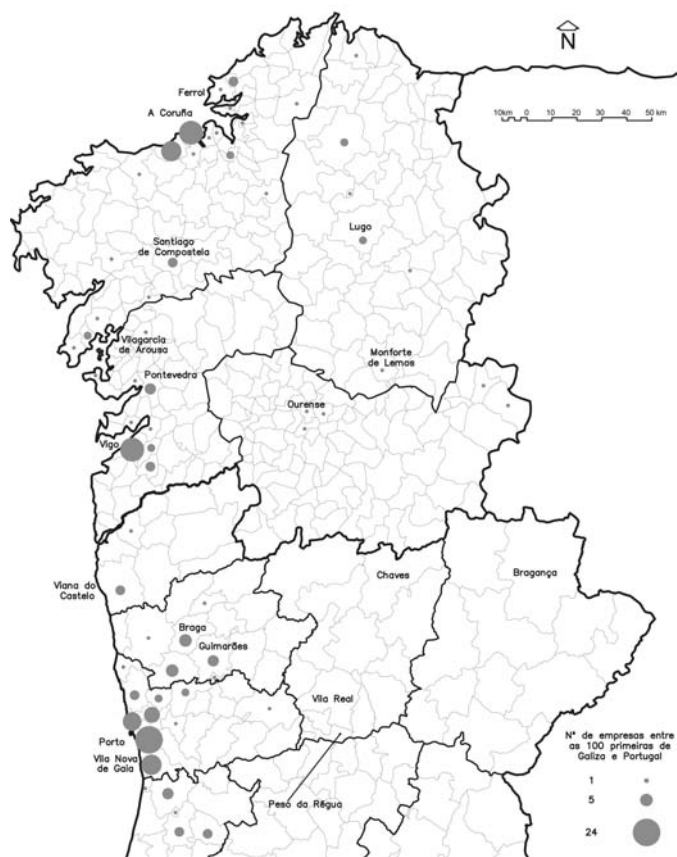 N
Ferrol
A Coruña
10km 0 10 20 30 40 50 km
Lugo
Santiago
de Compostela
Vilagarcía
de Arousa
Monforte
de Lemos
Pontevedra
Ourense
Vigo
Chaves
Bragança
Viana do
Castelo
Braga
Guimarães
Vila Real
Porto
Vila Nova
de Gaia
Peso da Régua
Nº de empresas entre
as 100 primeiras de
Galiza e Portugal
1
5
24